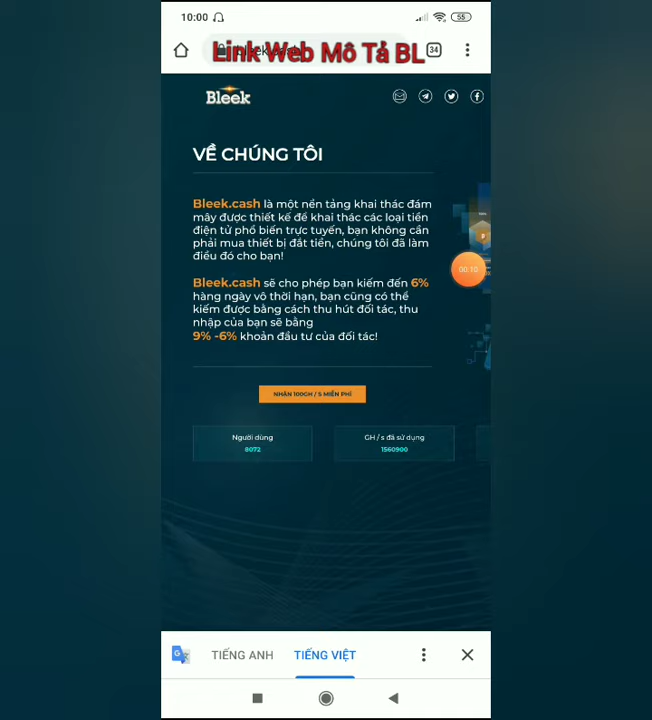 10:00
55
Link Web Mô Tả BL
34
Bleek
VỀ CHÚNG TÔI
Bleek.cash là một nền tảng khai thác đám
mây được thiết kế để khai thác các loại tiền
điện tử phổ biến trực tuyến, bạn không cần
phải mua thiết bị đắt tiền, chúng tôi đã làm
điều đó cho bạn!
Bleek.cash sẽ cho phép bạn kiếm đến 6%
hàng ngày vô thời hạn, bạn cũng có thể
kiếm được bằng cách thu hút đối tác, thu
nhập của bạn sẽ bằng
9% -6% khoản đầu tư của đối tác!
00:10
NHẬN 100GH / S MIỄN PHÍ
Người dùng
8072
GH / s đã sử dụng
1560900
TIẾNG ANH
TIẾNG VIỆT